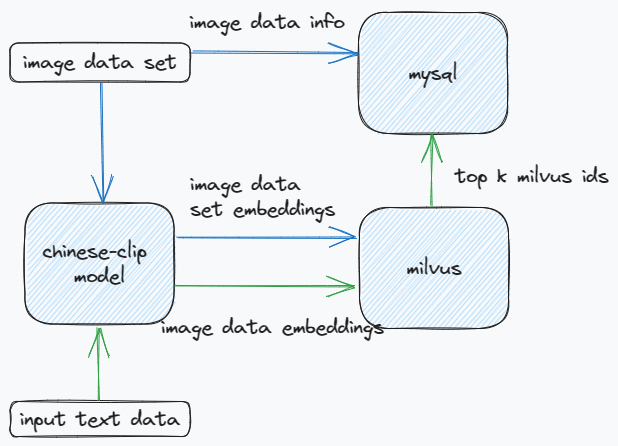 image data info
image data set
mysql
top k milvus ids
image data
set embeddings
chinese-clip
model
milvus
image data embeddings
input text data